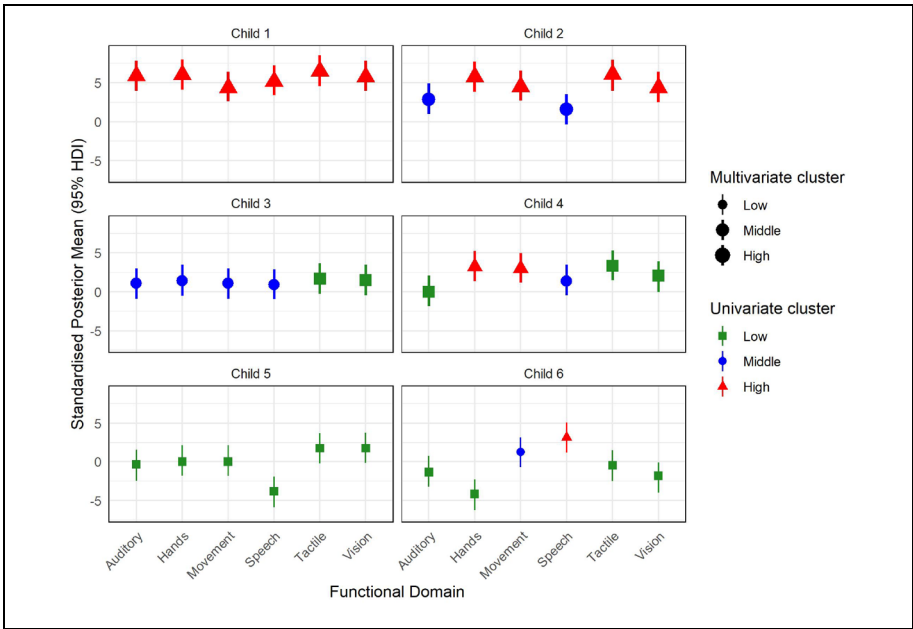 Child 1
Child 2
5
0
-5
Child 3
Child 4
5
0
-5
Child 5
Child 6
5
0
-5
Auditory
Hands
Movement
Speech
Tactile
Vision
Auditory
Hands
Movement
Speech
Tactile
Vision
Functional Domain
Standardised Posterior Mean (95% HDI)
Multivariate cluster
Low
Middle
High
Univariate cluster
Low
Middle
High